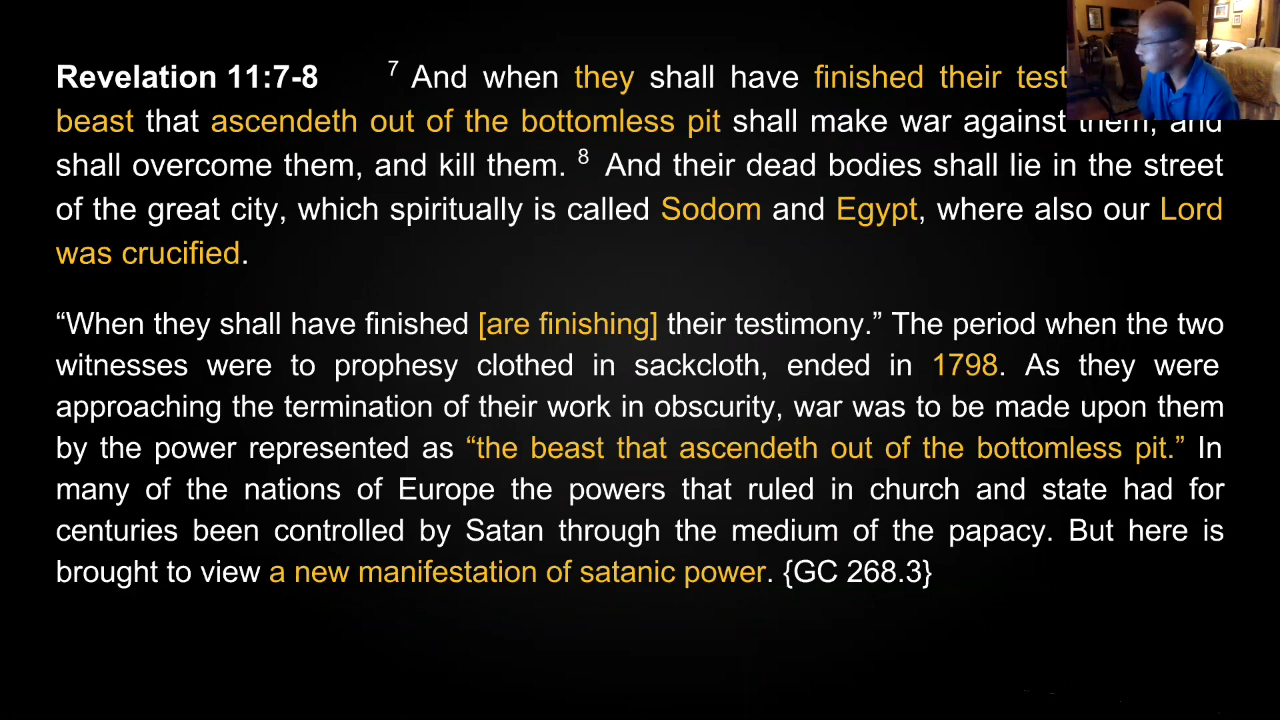 Revelation 11:7-8 7 And when they shall have finished their test
beast that ascendeth out of the bottomless pit shall make war against them, and
shall overcome them, and kill them. 8 And their dead bodies shall lie in the street
of the great city, which spiritually is called Sodom and Egypt, where also our Lord
was crucified.
“When they shall have finished [are finishing] their testimony.” The period when the two
witnesses were to prophesy clothed in sackcloth, ended in 1798. As they were
approaching the termination of their work in obscurity, war was to be made upon them
by the power represented as “the beast that ascendeth out of the bottomless pit.” In
many of the nations of Europe the powers that ruled in church and state had for
centuries been controlled by Satan through the medium of the papacy. But here is
brought to view a new manifestation of satanic power. {GC 268.3}